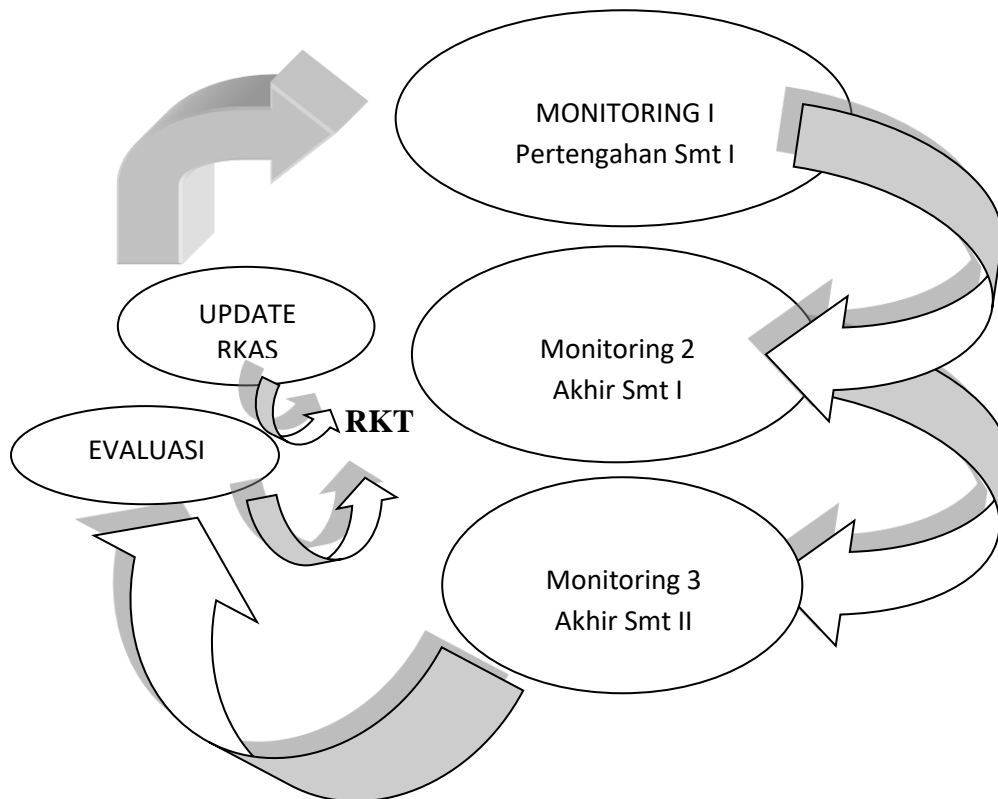 MONITORING I
Pertengahan Smt I
UPDATE
RKAS
Monitoring 2
Akhir Smt I
RKT
EVALUASI
Monitoring 3
Akhir Smt II